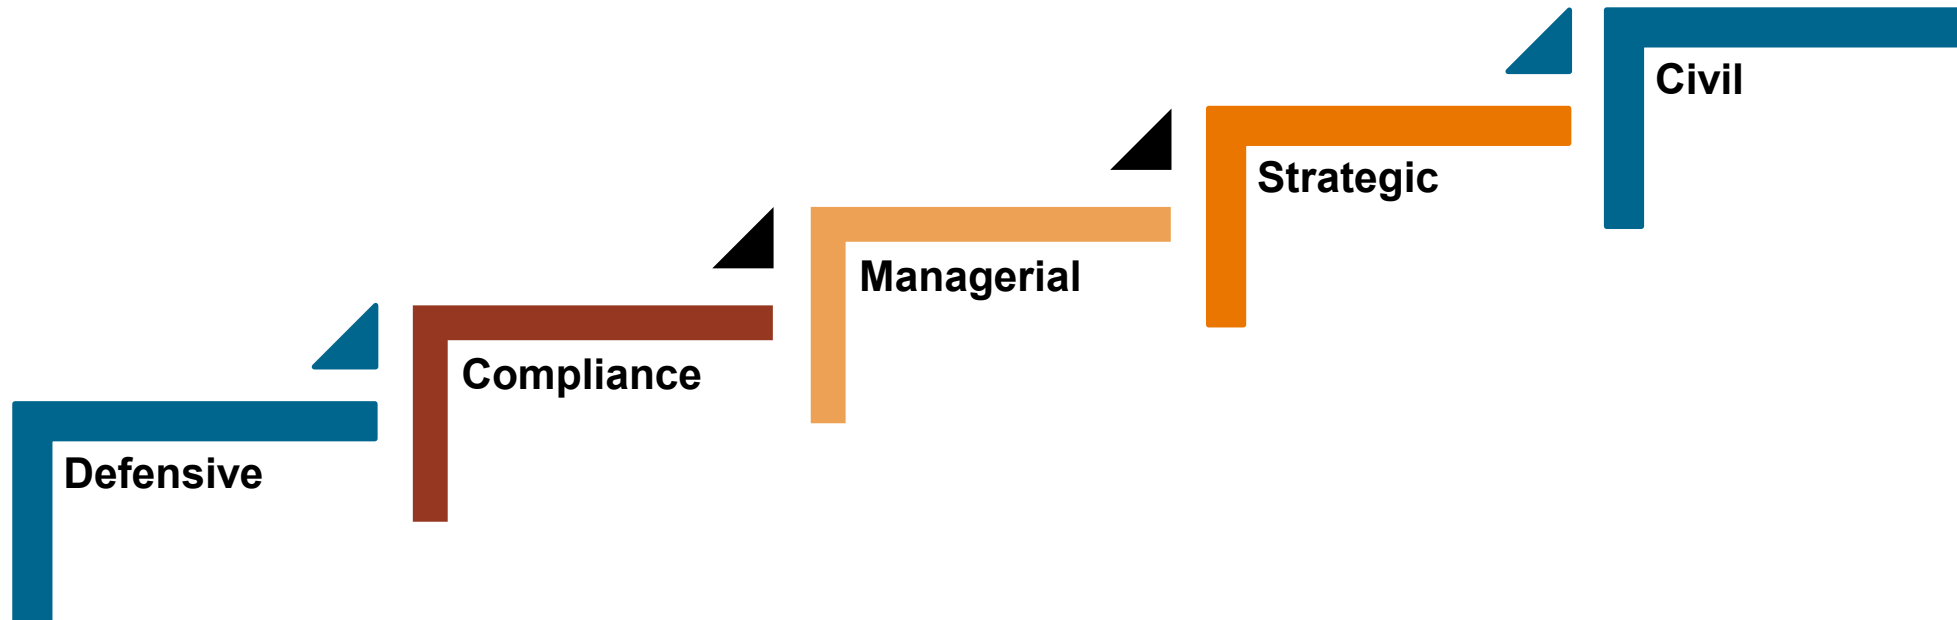 Defensive
Compliance
Managerial
Strategic
Civil